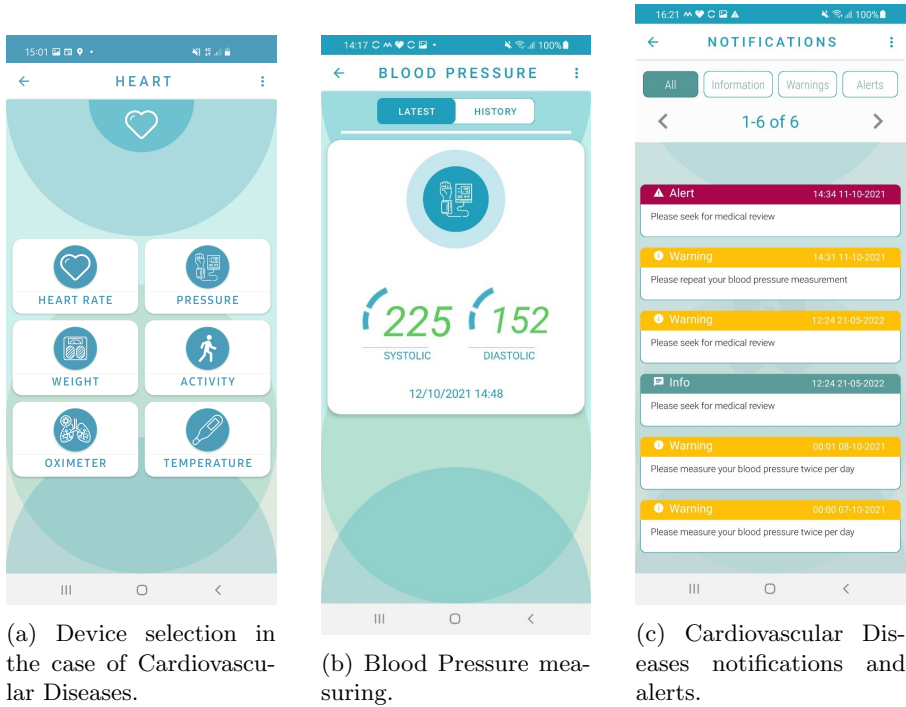 15:01
HEART
HEART RATE
PRESSURE
WEIGHT
ACTIVITY
OXIMETER
TEMPERATURE
(a) Device selection in
the case of Cardiovascu-
lar Diseases.
14:17 100%
BLOOD PRESSURE
LATEST HISTORY
225 152
SYSTOLIC DIASTOLIC
12/10/2021 14:48
(b) Blood Pressure mea-
suring.
16:21 100%
NOTIFICATIONS
All Information Warnings Alerts
1-6 of 6
Alert 14:34 11-10-2021
Please seek for medical review
Warning 14:31 11-10-2021
Please repeat your blood pressure measurement
Warning 12:24 21-05-2022
Please seek for medical review
Info 12:24 21-05-2022
Please seek for medical review
Warning 00:01 08-10-2021
Please measure your blood pressure twice per day
Warning 00:00 07-10-2021
Please measure your blood pressure twice per day
(c) Cardiovascular Dis-
eases notifications and
alerts.